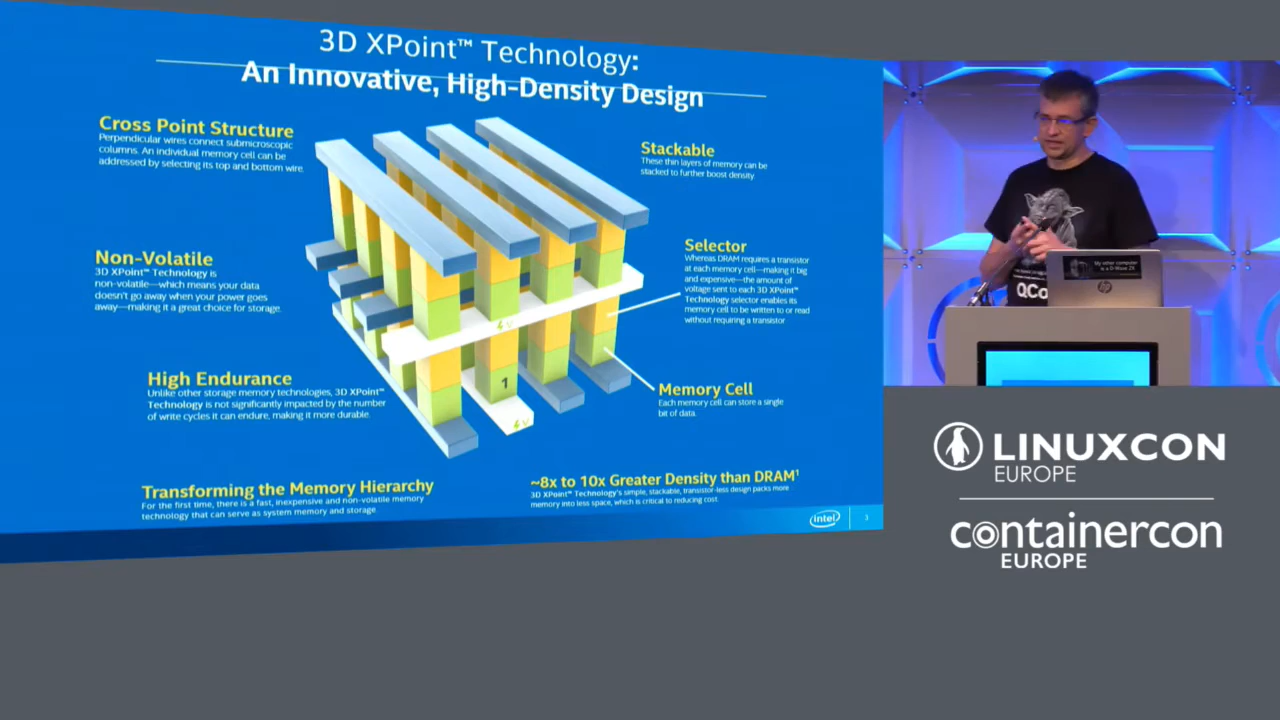 3D XPoint™ Technology:
An Innovative, High-Density Design
Cross Point Structure
Perpendicular wires connect submicroscopic
columns. An individual memory cell can be
addressed by selecting its top and bottom wire.
Non-Volatile
3D XPoint™ Technology is
non-volatile—which means your data
doesn't go away when your power goes
away—making it a great choice for storage.
High Endurance
Unlike other storage memory technologies, 3D XPoint™
Technology is not significantly impacted by the number
of write cycles it can endure, making it more durable.
Stackable
These thin layers of memory can be
stacked to further boost density
Selector
Whereas DRAM requires a transistor
at each memory cell—making it big
and expensive—the amount of
voltage sent to each 3D XPoint™
Technology selector enables its
memory cell to be written to or read
without requiring a transistor
Memory Cell
Each memory cell can store a single
bit of data.
V
1
V
Transforming the Memory Hierarchy
For the first time, there is a fast, inexpensive and non-volatile memory
technology that can serve as system memory and storage.
~8x to 10x Greater Density than DRAM¹
3D XPoint™ Technology's simple, stackable, transistor-less design packs more
memory into less space, which is critical to reducing cost.
intel
3
My other computer
is a D-Wave 2X
hp
QCo
LINUXCON
EUROPE
containercon
EUROPE